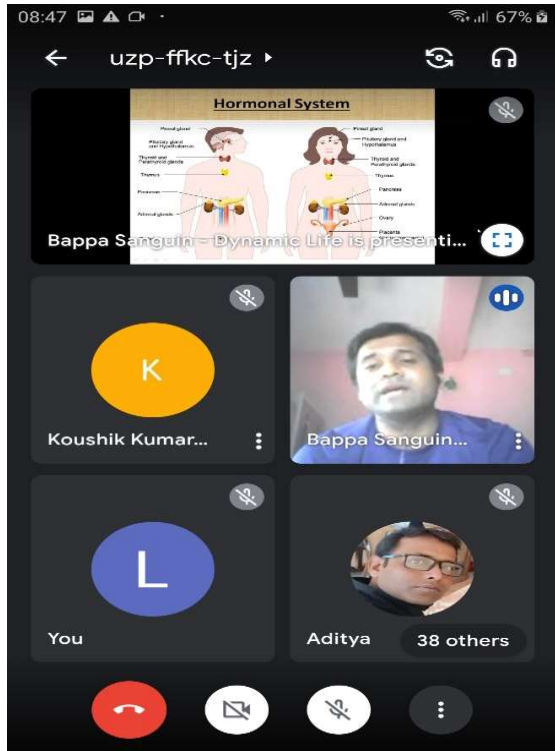 08:47
67%
uzp-ffkc-tjz
Hormonal System
Pineal gland
Pituitary gland
and
Hypothalamus
Thyroid and
Parathyroid glands
Thymus
Pancreas
Adrenal glands
Pineal gland
Pituitary gland and
Hypothalamus
Thyroid and
Parathyroid glands
Thymus
Pancreas
Adrenal glands
Ovary
Placenta
Bappa Sanguin - Dynamic Life is presenti...
K
Koushik Kumar...
Bappa Sanguin...
L
You
Aditya
38 others